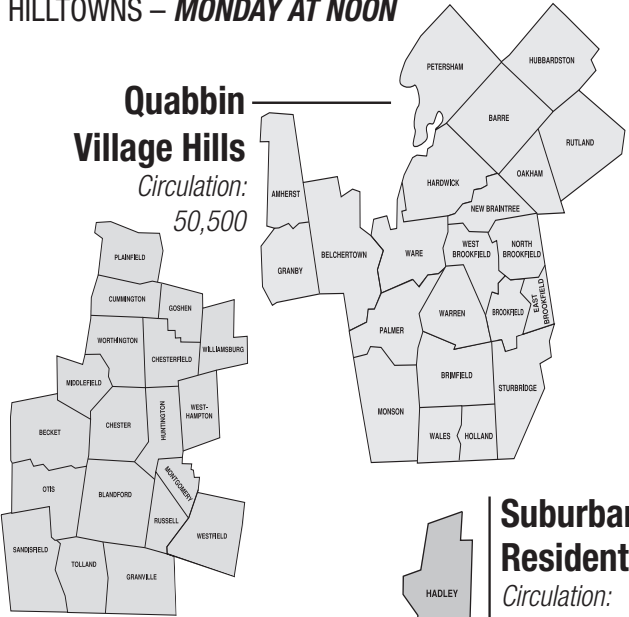 HILLTOWNS – MONDAY AT NOON
Quabbin
Village Hills
Circulation:
50,500
PETERSHAM
HUBBARDSTON
BARRE
RUTLAND
OAKHAM
HARDWICK
NEW BRAINTREE
AMHERST
BELCHERTOWN
GRANBY
WARE
WEST
BROOKFIELD
NORTH
BROOKFIELD
EAST
BROOKFIELD
BROOKFIELD
WARREN
PALMER
BRIMFIELD
STURBRIDGE
MONSON
WALES
HOLLAND
PLAINFIELD
CUMMINGTON
GOSHEN
WORTHINGTON
CHESTERFIELD
WILLIAMSBURG
MIDDLEFIELD
WEST-
HAMPTON
HUNTINGTON
CHESTER
BECKET
MONTGOMERY
OTIS
BLANDFORD
RUSSELL
WESTFIELD
SANDISFIELD
TOLLAND
GRANVILLE
Suburban
Resident
Circulation:
HADLEY